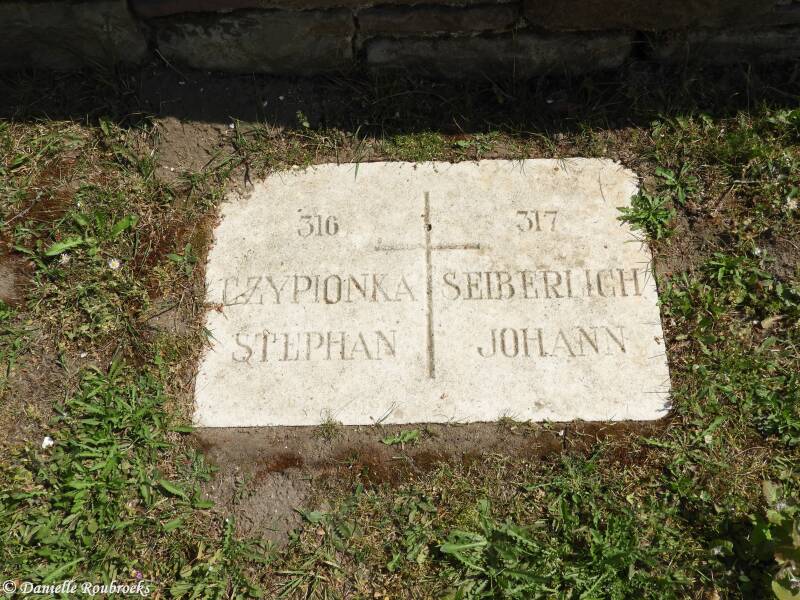 316
CZYPIONKA
STEPHAN
317
SEIBERLICH
JOHANN
© Danielle Roubroeks